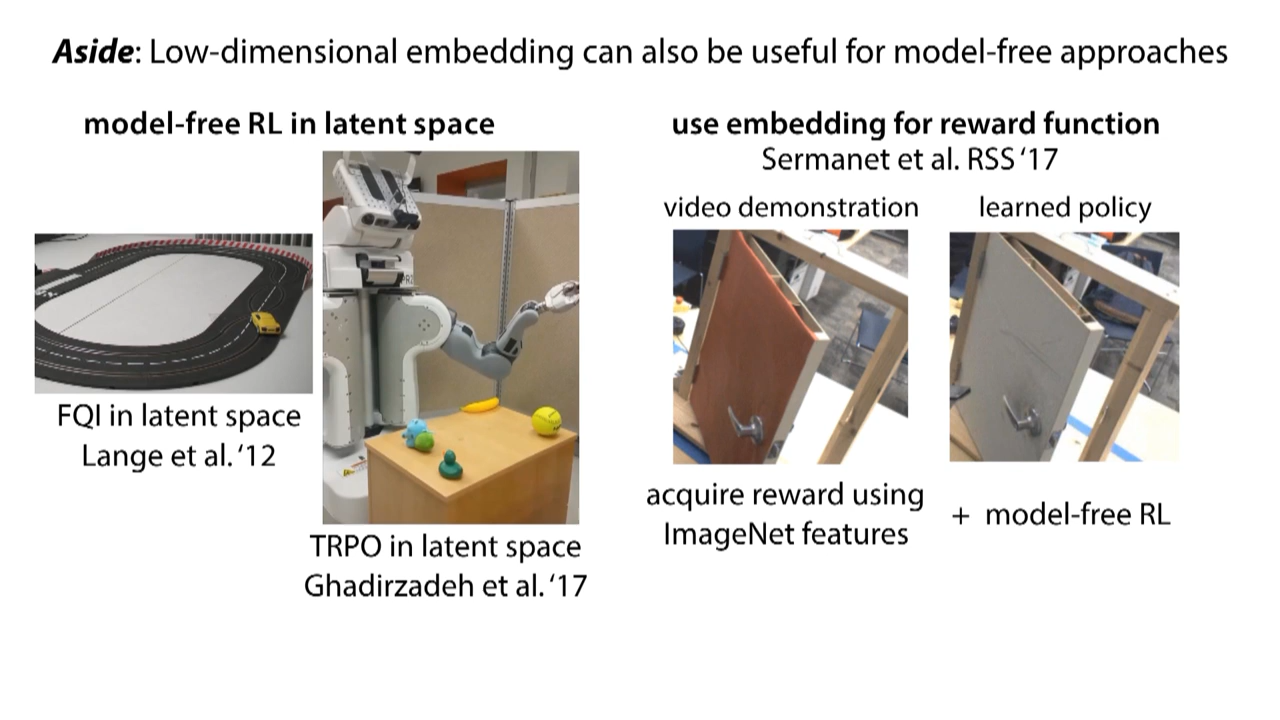 Aside: Low-dimensional embedding can also be useful for model-free approaches
model-free RL in latent space
FQI in latent space
Lange et al. ‘12
TRPO in latent space
Ghadirzadeh et al. ‘17
use embedding for reward function
Sermanet et al. RSS ‘17
video demonstration
learned policy
acquire reward using
ImageNet features
+ model-free RL